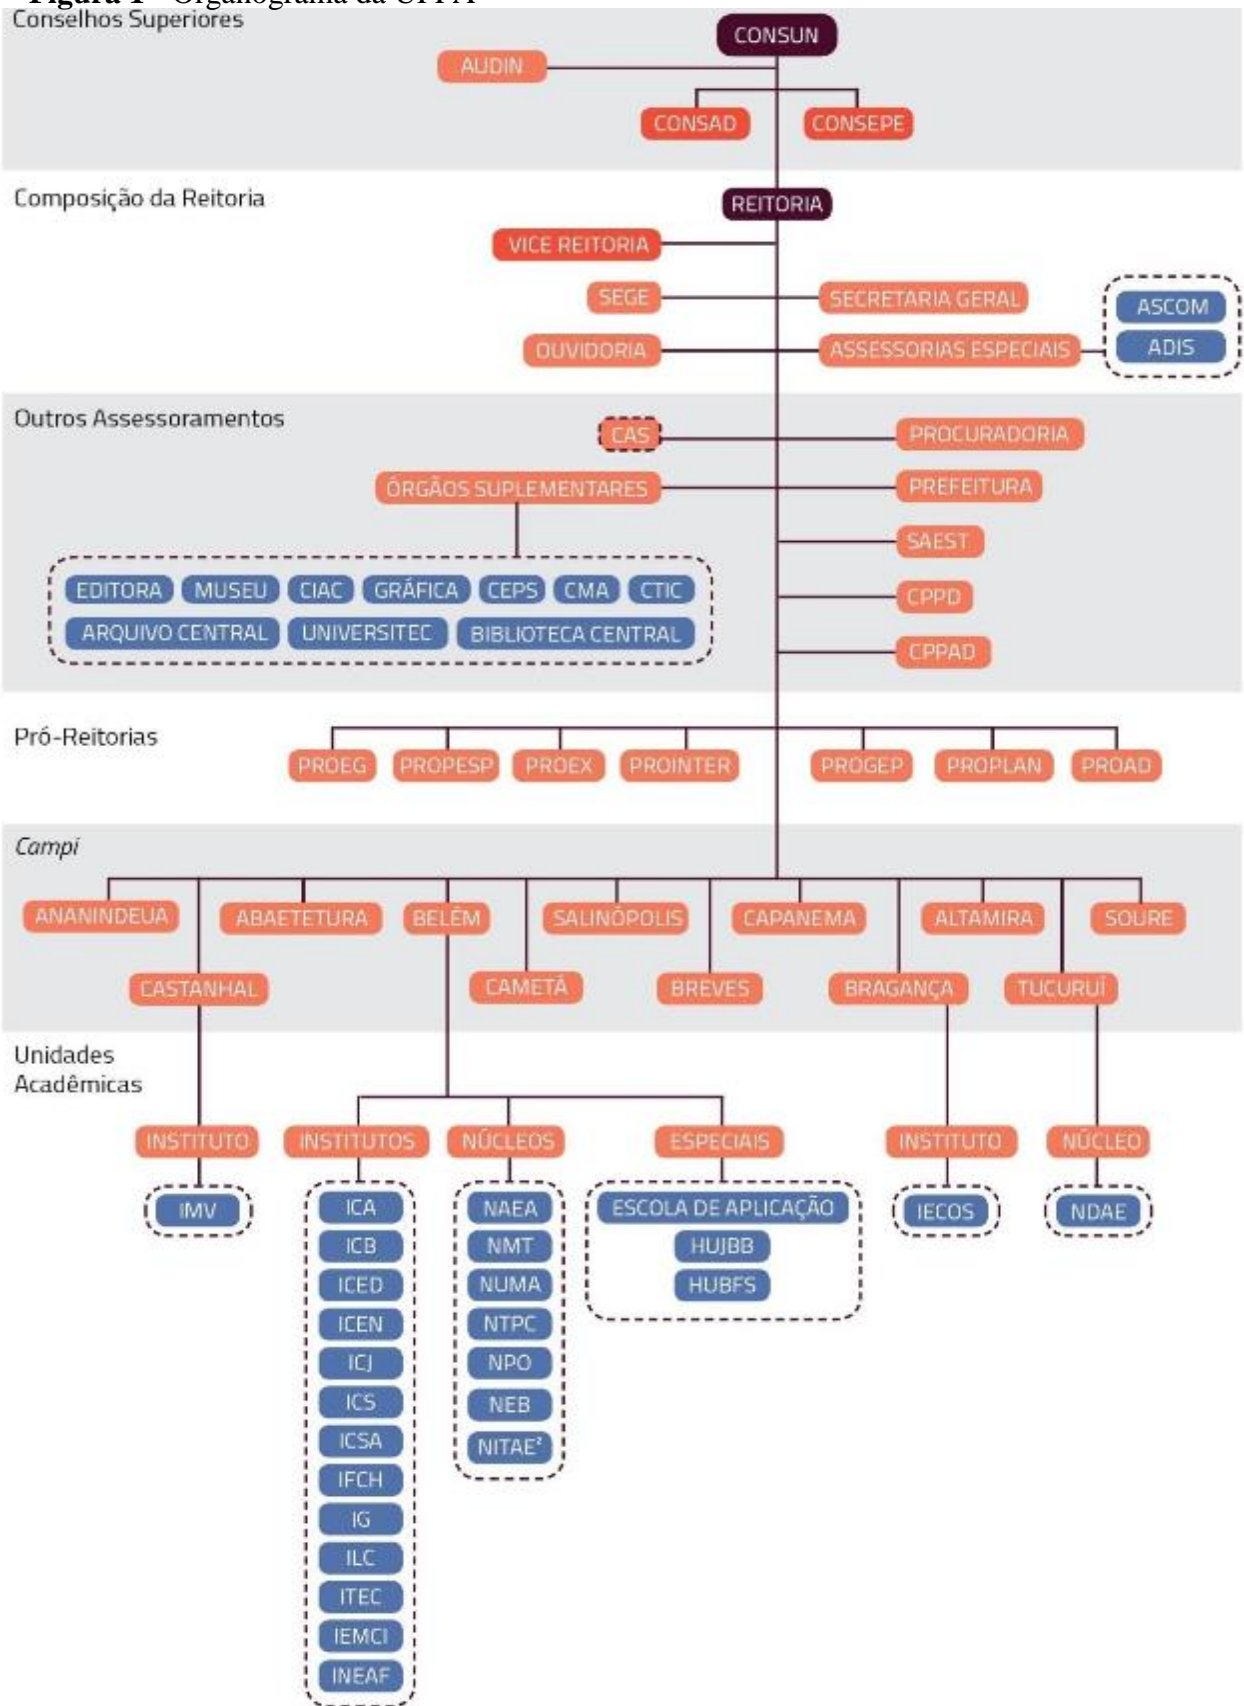 Figura 1 - Organograma da UFPA
Conselhos Superiores
CONSUN
AUDIN
CONSAD CONSEPE
Composição da Reitoria
REITORIA
VICE REITORIA
SEGE SECRETARIA GERAL
ASCOM
OUVIDORIA ASSESSORIAS ESPECIAIS
ADIS
Outros Assessoramentos
CAS PROCURADORIA
ÓRGÃOS SUPLEMENTARES PREFEITURA
SAEST
EDITORA MUSEU CIAC GRÁFICA CEPS CMA CTIC
CPPD
ARQUIVO CENTRAL UNIVERSITEC BIBLIOTECA CENTRAL
CPPAD
Pró-Reitorias
PROEG PROPESP PROEX PROINTER PROGEP PROPLAN PROAD
Campi
ANANINDEUA ABAETETURA BELÉM SALINÓPOLIS CAPANEMA ALTAMIRA SOURE
CASTANHAL CAMETÁ BREVES BRAGANÇA TUCURUÍ
Unidades
Acadêmicas
INSTITUTO INSTITUTOS NÚCLEOS ESPECIAIS INSTITUTO NÚCLEO
IMV ICA NAEA ESCOLA DE APLICAÇÃO IECOS NDAE
ICB NMT HUJBB
ICED NUMA HUBFS
ICEN NTPC
ICJ NPO
ICS NEB
ICSA NITAE²
IFCH
IG
ILC
ITEC
IEMCI
INEAF